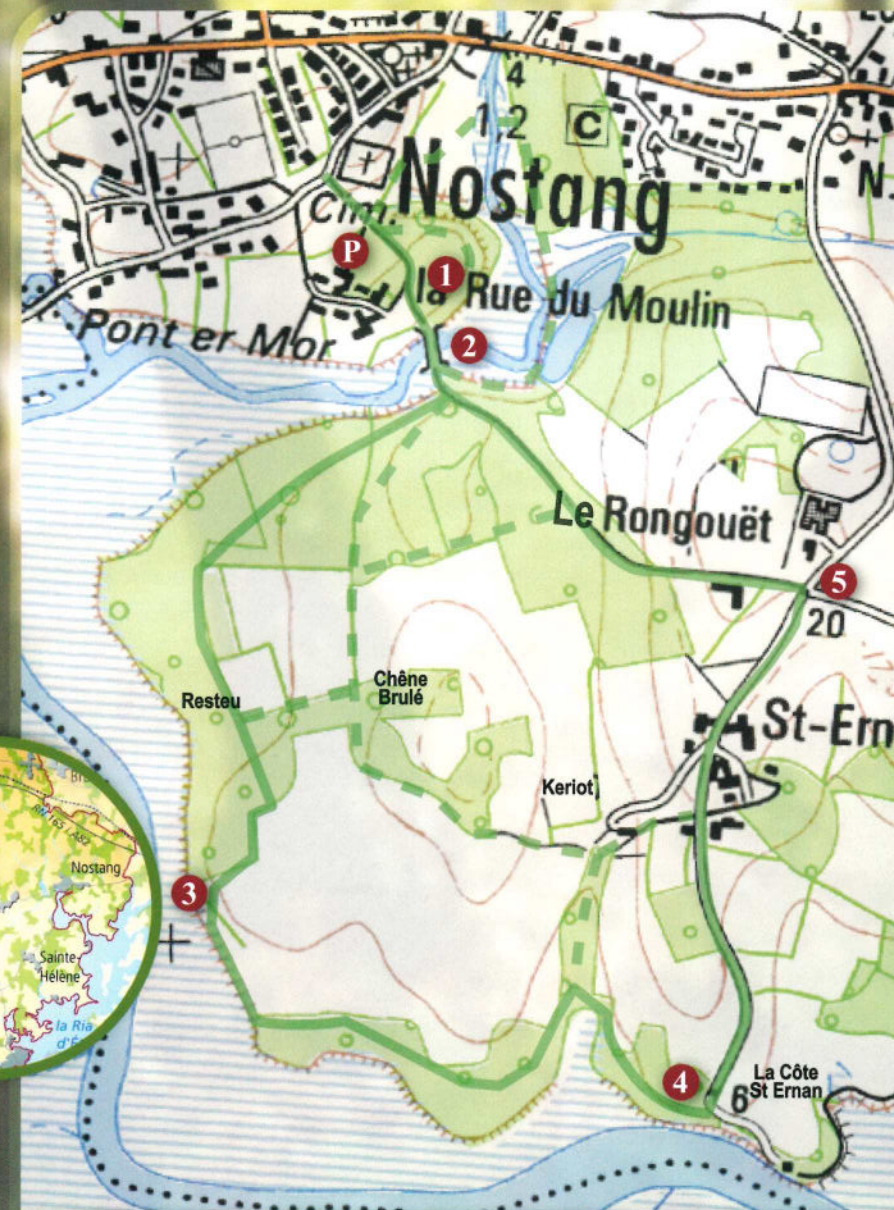 4
1,2
C
Nostang
N.
Cim.
P
1
la Rue du Moulin
2
Pont er Mor
Le Rongouët
5
20
Chêne
Brulé
Resteu
St-Ern
Keriot
Nostang
3
Sainte-
Hélène
la Ria
4
La Côte
St Ernan
6